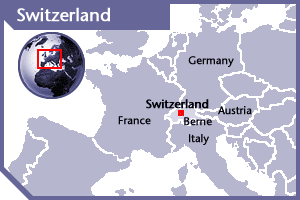 Switzerland
Germany
Switzerland
Austria
France
Berne
Italy